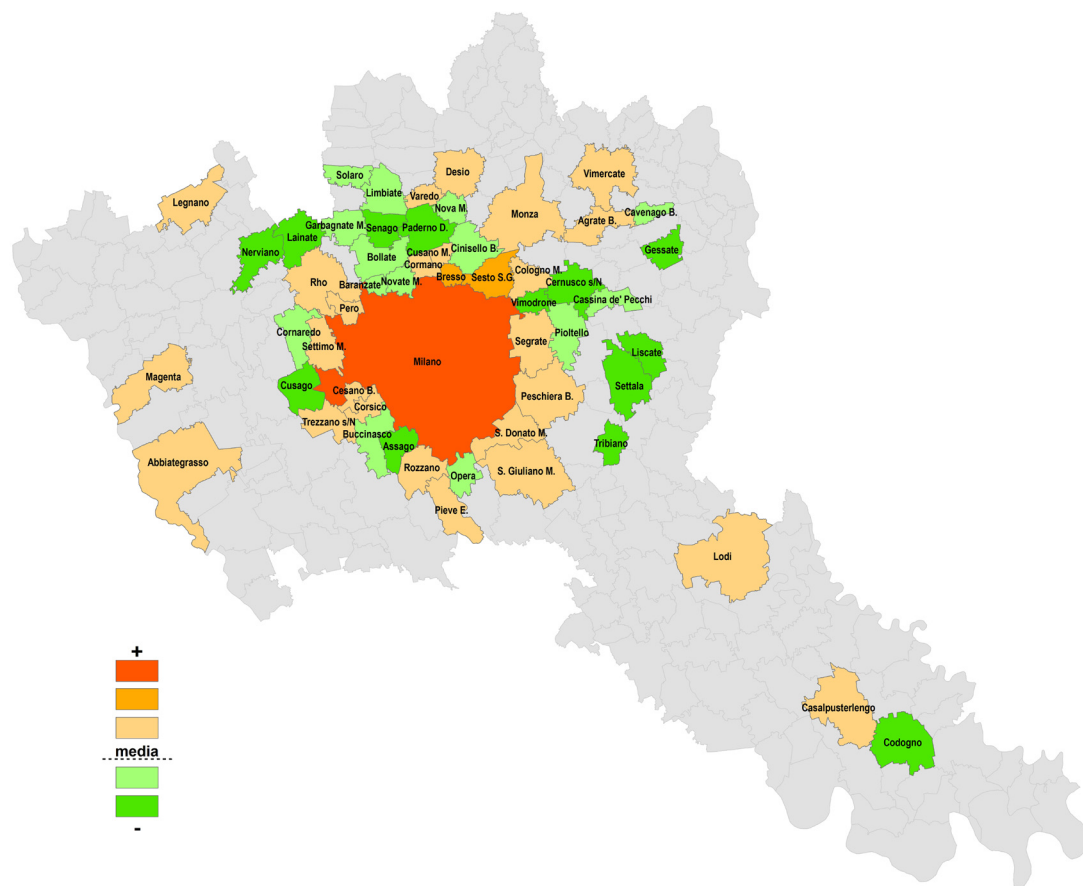 Solaro
Desio
Vimercate
Limbiate
Varedo
Legnano
Nova M.
Monza
Cavenago B.
Agrate B.
Garbagnate M.
Senago
Paderno D.
Lainate
Cinisello B.
Gessate
Nerviano
Bollate
Cusano M.
Cormano
Cologno M.
Bresso
Sesto S.G.
Rho
Baranzate
Novate M.
Cernusco s/N
Vimodrone
Cassina de' Pecchi
Pero
Cornaredo
Pioltello
Settimo M.
Segrate
Liscate
Milano
Magenta
Cusago
Settala
Cesano B.
Peschiera B.
Corsico
Trezzano s/N
Buccinasco
S. Donato M.
Assago
Tribiano
Abbiategrasso
Rozzano
Opera
S. Giuliano M.
Pieve E.
Lodi
+
Casalpusterlengo
Codogno
media
-